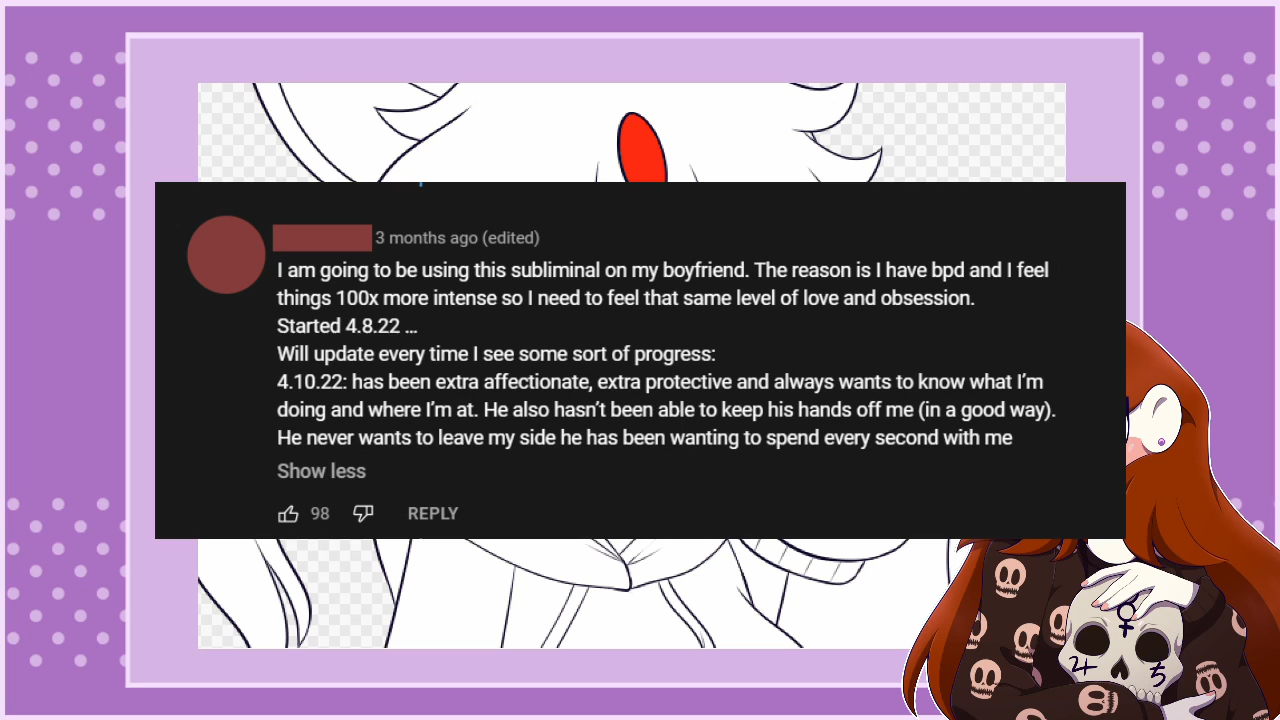 3 months ago (edited)
I am going to be using this subliminal on my boyfriend. The reason is I have bpd and I feel
things 100x more intense so I need to feel that same level of love and obsession.
Started 4.8.22 ...
Will update every time I see some sort of progress:
4.10.22: has been extra affectionate, extra protective and always wants to know what I'm
doing and where I'm at. He also hasn't been able to keep his hands off me (in a good way).
He never wants to leave my side he has been wanting to spend every second with me
Show less
98
REPLY
♀
♃
♄